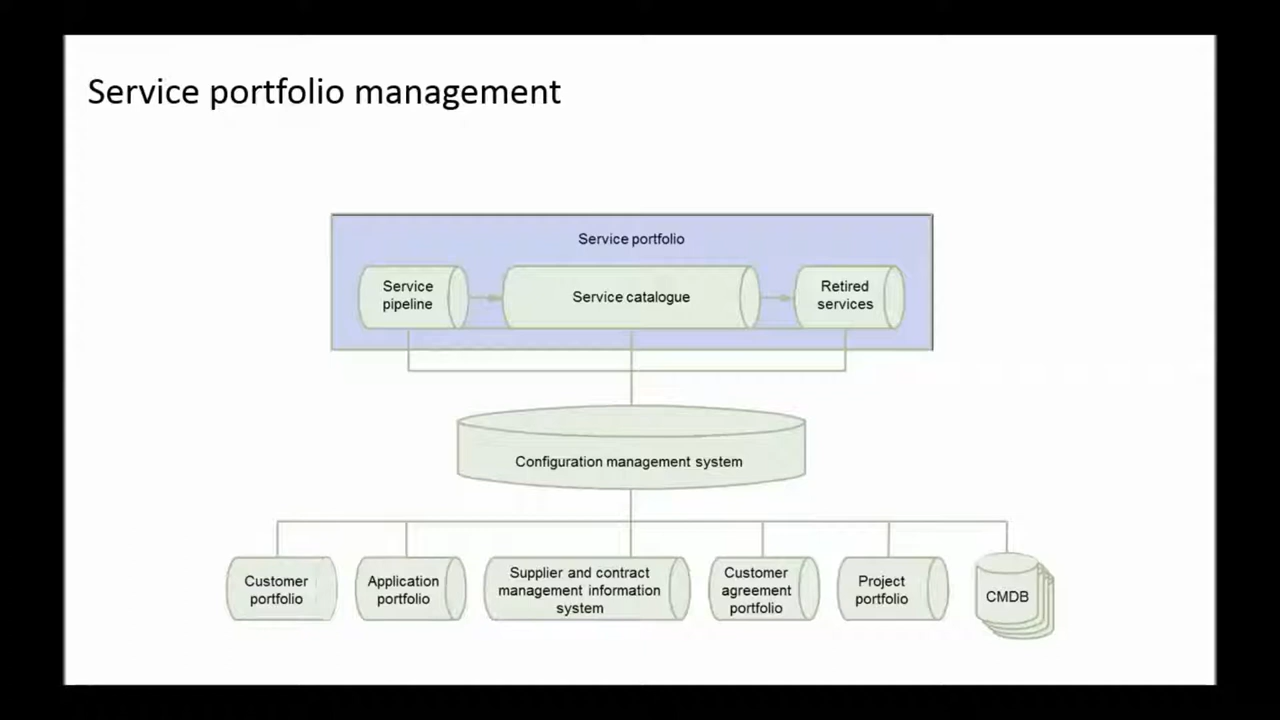 Service portfolio management
Service portfolio
Service
pipeline
Service catalogue
Retired
services
Configuration management system
Customer
portfolio
Application
portfolio
Supplier and contract
management information
system
Customer
agreement
portfolio
Project
portfolio
CMDB